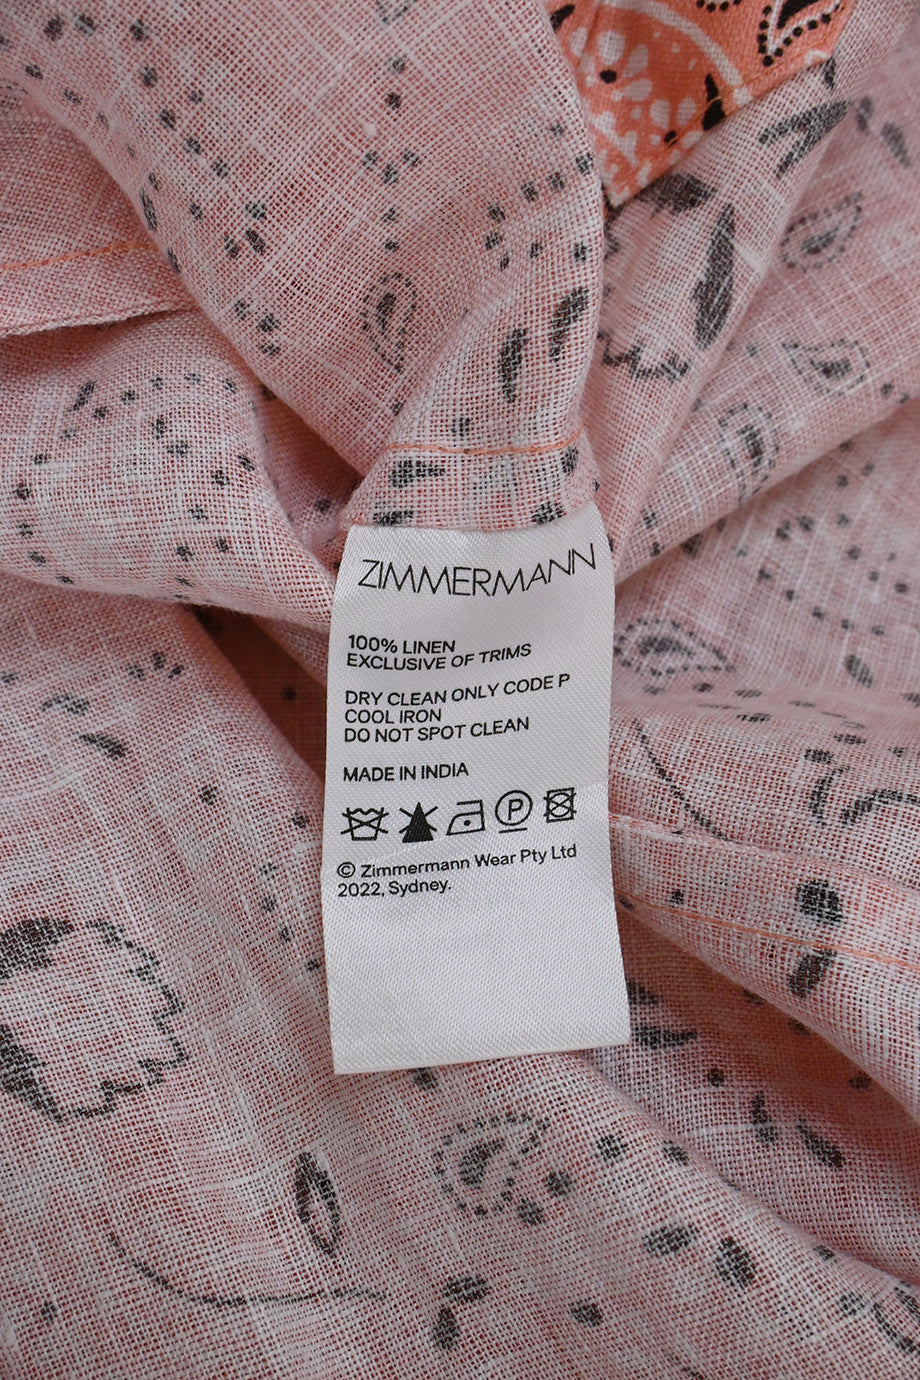 ZIMMERMANN
100% LINEN
EXCLUSIVE OF TRIMS
DRY CLEAN ONLY CODE P
COOL IRON
DO NOT SPOT CLEAN
MADE IN INDIA
P
© Zimmermann Wear Pty Ltd
2022, Sydney.